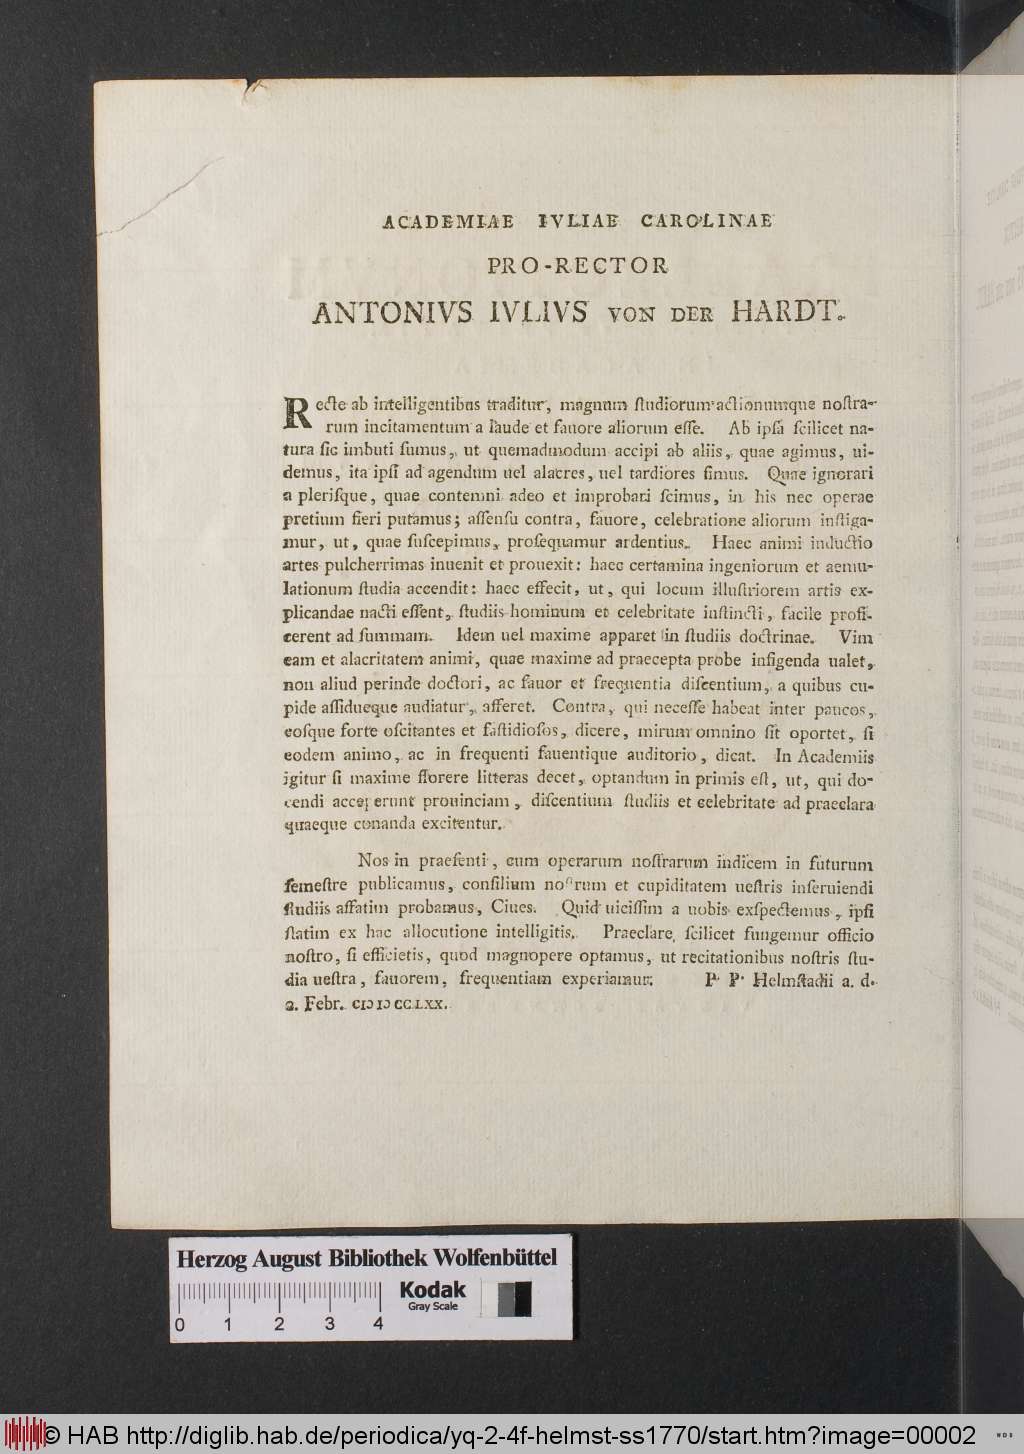 ACADEMIAE IVLIAE CAROLINAE
PRO-RECTOR
ANTONIVS IVLIVS VON DER HARDT.
Recte ab intelligentibus traditur, magnum ſtudiorum actionumque noſtra-
rum incitamentum a laude et fauore aliorum eſſe. Ab ipſa ſcilicet na-
tura ſic imbuti ſumus, ut quemadmodum accipi ab aliis, quae agimus, ui-
demus, ita ipſi ad agendum uel alacres, uel tardiores ſimus. Quae ignorari
a pleriſque, quae contemni adeo et improbari ſcimus, in his nec operae
pretium fieri putamus; aſſenſu contra, fauore, celebratione aliorum inſtiga-
mur, ut, quae ſuſcepimus, proſequamur ardentius. Haec animi inductio
artes pulcherrimas inuenit et prouexit: haec certamina ingeniorum et aemu-
lationum ſtudia accendit: haec effecit, ut, qui locum illuſtriorem artis ex-
plicandae nacti eſſent, ſtudiis hominum et celebritate inſtincti, facile profi-
cerent ad ſummam. Idem uel maxime apparet in ſtudiis doctrinae. Vim
eam et alacritatem animi, quae maxime ad praecepta probe inſigenda ualet,
non aliud perinde doctori, ac fauor et frequentia diſcentium, a quibus cu-
pide aſſidueque audiatur, afferet. Contra, qui neceſſe habeat inter paucos,
eoſque forte oſcitantes et faſtidioſos, dicere, mirum omnino ſit oportet, ſi
eodem animo, ac in frequenti fauentique auditorio, dicat. In Academiis
igitur ſi maxime florere litteras decet, optandum in primis eſt, ut, qui do-
cendi acceperunt prouinciam, diſcentium ſtudiis et celebritate ad praeclara
quaeque conanda excitentur.
Nos in praeſenti, cum operarum noſtrarum indicem in futurum
ſemeſtre publicamus, conſilium noſtrum et cupiditatem ueſtris inſeruiendi
ſtudiis affatim probamus, Ciues. Quid uiciſſim a uobis exſpectemus, ipſi
ſtatim ex hac allocutione intelligitis. Praeclare ſcilicet fungemur officio
noſtro, ſi efficietis, quod magnopere optamus, ut recitationibus noſtris ſtu-
dia ueſtra, fauorem, frequentiam experiamur. P. P. Helmſtadii a. d.
2. Febr. CIƆ IƆ CC LXX.
Herzog August Bibliothek Wolfenbüttel
0 1 2 3 4
Kodak
Gray Scale
© HAB http://diglib.hab.de/periodica/yq-2-4f-helmst-ss1770/start.htm?image=00002